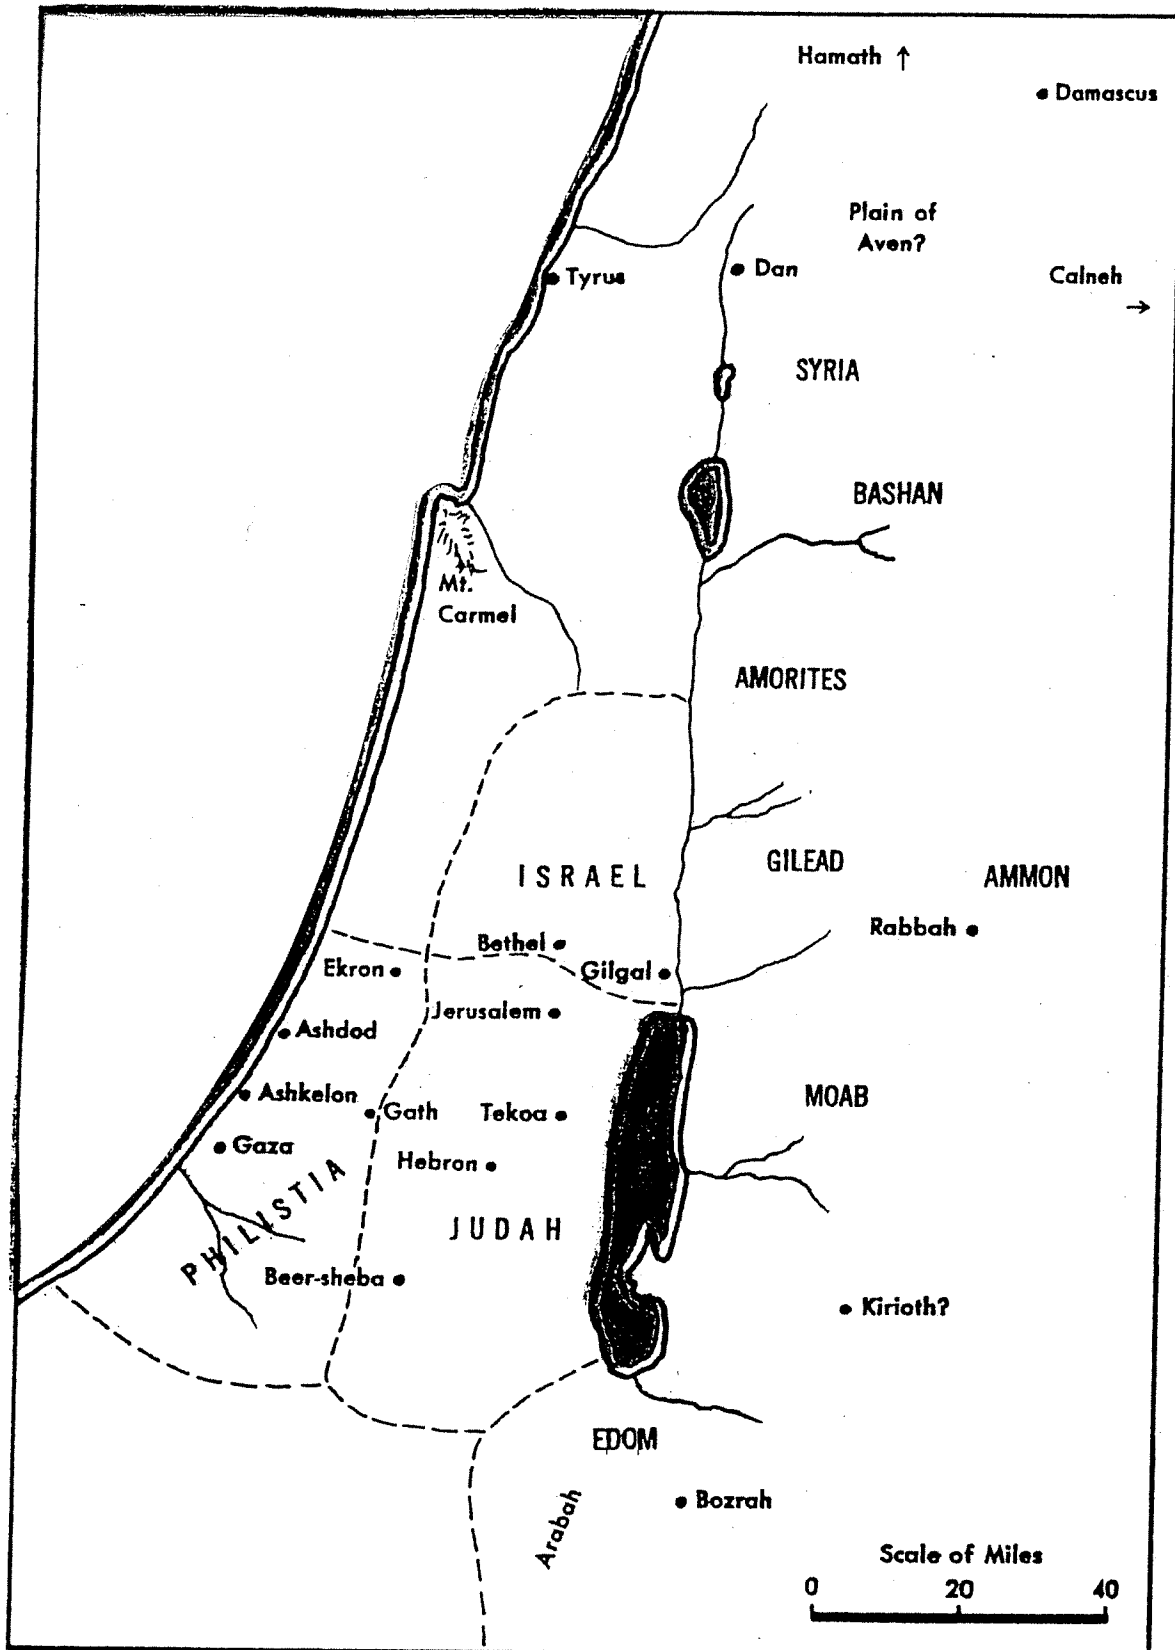 Hamath ↑
Damascus
Plain of
Aven?
Tyrus
Dan
Calneh
→
SYRIA
BASHAN
Mt.
Carmel
AMORITES
ISRAEL
GILEAD
AMMON
Rabbah
Bethel
Ekron
Gilgal
Jerusalem
Ashdod
Ashkelon
Gath
Tekoa
MOAB
Gaza
Hebron
PHILISTIA
JUDAH
Beer-sheba
Kirioth?
EDOM
Bozrah
Arabah
Scale of Miles
0 20 40